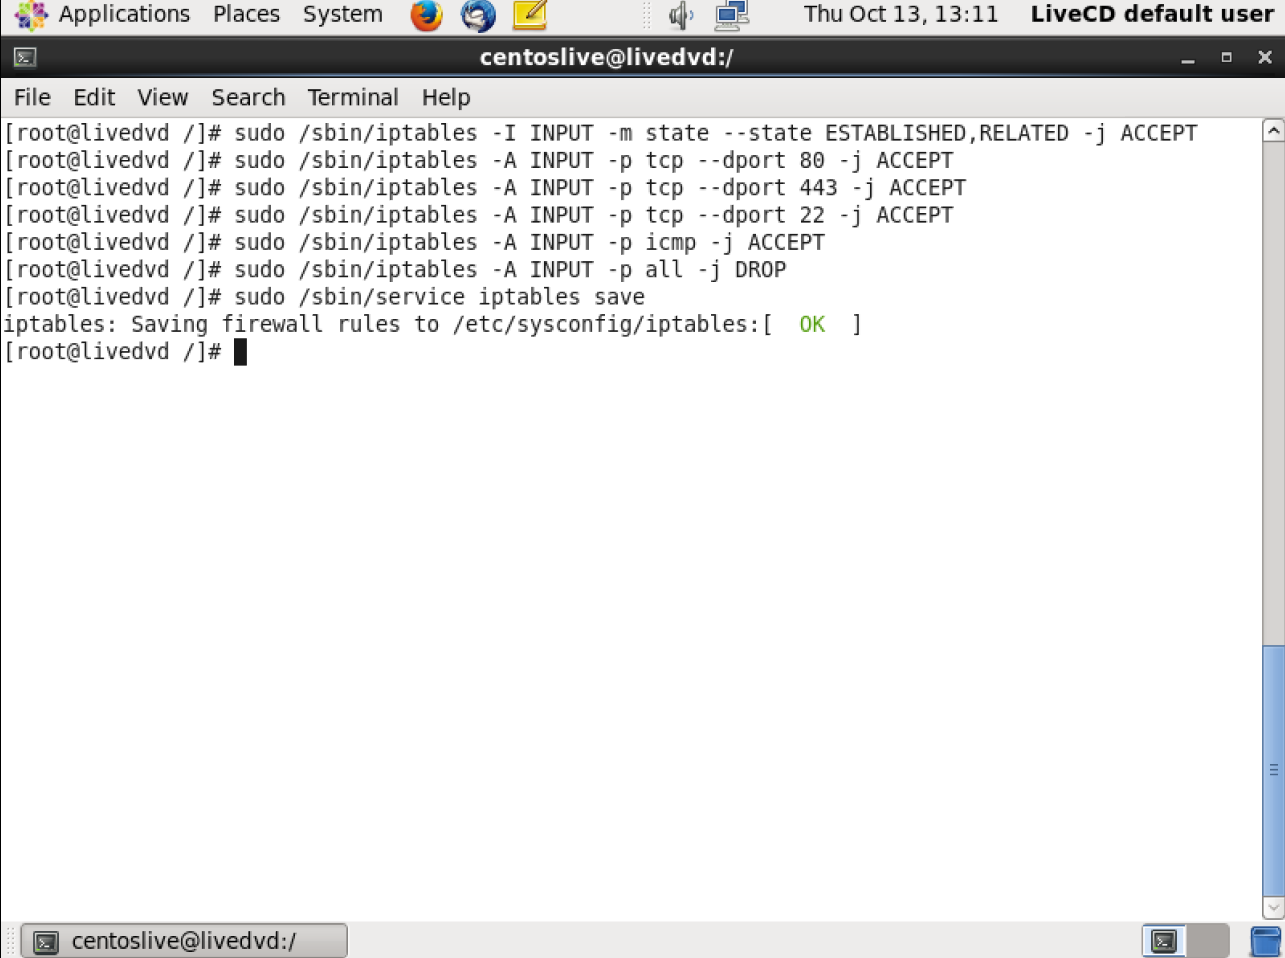 Applications Places System Thu Oct 13, 13:11 LiveCD default user
centoslive@livedvd:/
File Edit View Search Terminal Help
[root@livedvd /]# sudo /sbin/iptables -I INPUT -m state --state ESTABLISHED,RELATED -j ACCEPT
[root@livedvd /]# sudo /sbin/iptables -A INPUT -p tcp --dport 80 -j ACCEPT
[root@livedvd /]# sudo /sbin/iptables -A INPUT -p tcp --dport 443 -j ACCEPT
[root@livedvd /]# sudo /sbin/iptables -A INPUT -p tcp --dport 22 -j ACCEPT
[root@livedvd /]# sudo /sbin/iptables -A INPUT -p icmp -j ACCEPT
[root@livedvd /]# sudo /sbin/iptables -A INPUT -p all -j DROP
[root@livedvd /]# sudo /sbin/service iptables save
iptables: Saving firewall rules to /etc/sysconfig/iptables:[  OK  ]
[root@livedvd /]#
centoslive@livedvd:/